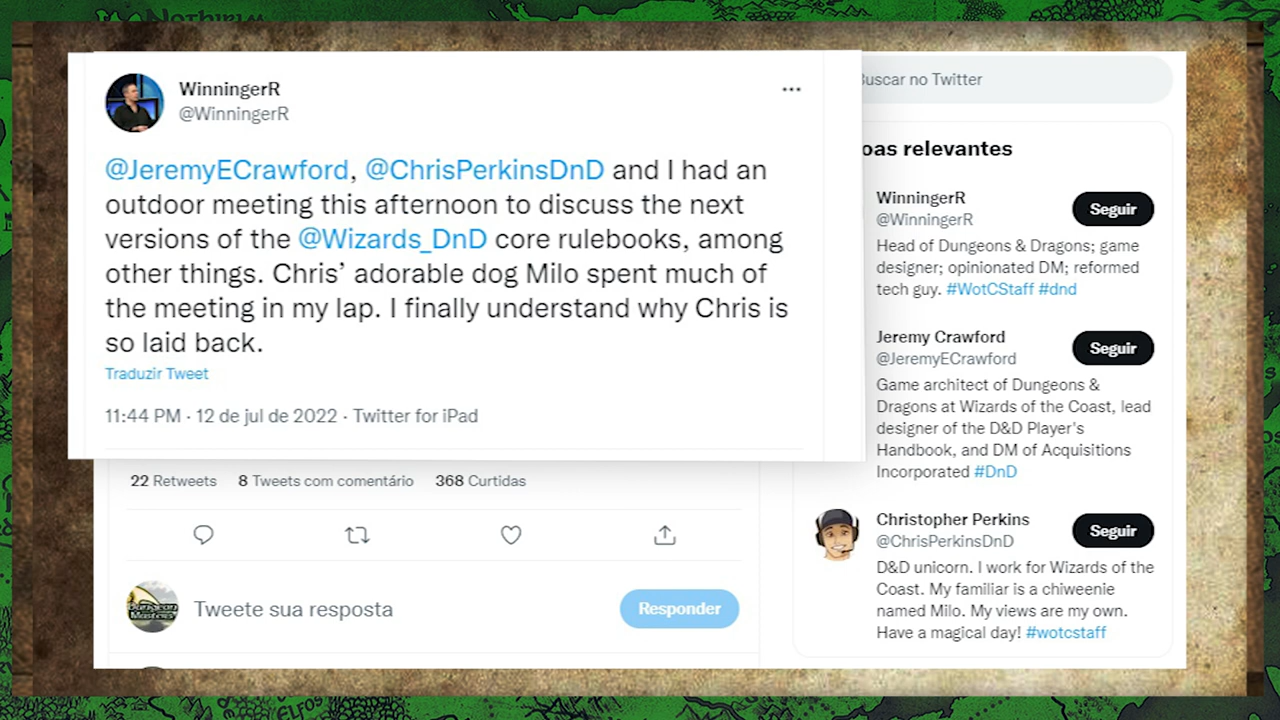 NOTHIRI
WinningerR
@WinningerR
@JeremyECrawford, @ChrisPerkinsDnD and I had an
outdoor meeting this afternoon to discuss the next
versions of the @Wizards_DnD core rulebooks, among
other things. Chris’ adorable dog Milo spent much of
the meeting in my lap. I finally understand why Chris is
so laid back.
Traduzir Tweet
11:44 PM · 12 de jul de 2022 · Twitter for iPad
22 Retweets 8 Tweets com comentário 368 Curtidas
Tweete sua resposta
Responder
uscar no Twitter
oas relevantes
WinningerR
@WinningerR
Seguir
Head of Dungeons & Dragons; game
designer; opinionated DM; reformed
tech guy. #WotCStaff #dnd
Jeremy Crawford
@JeremyECrawford
Seguir
Game architect of Dungeons &
Dragons at Wizards of the Coast, lead
designer of the D&D Player's
Handbook, and DM of Acquisitions
Incorporated #DnD
Christopher Perkins
@ChrisPerkinsDnD
Seguir
D&D unicorn. I work for Wizards of the
Coast. My familiar is a chiweenie
named Milo. My views are my own.
Have a magical day! #wotcstaff